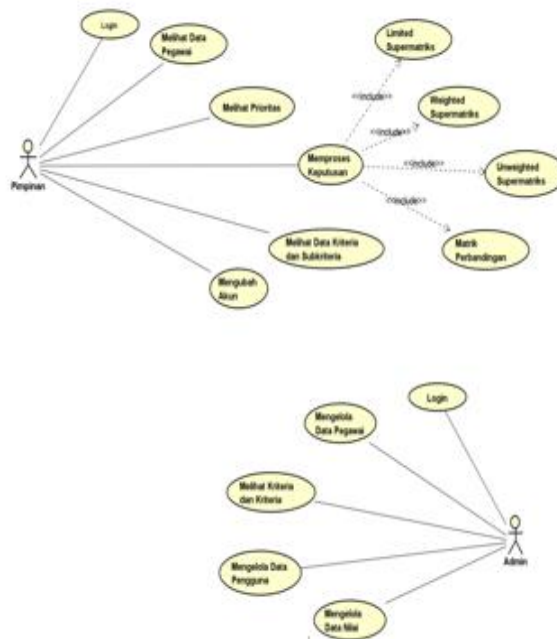 Login
Melihat Data
Pegawai
Limited
Supermatriks
Melihat Prioritas
<<include>>
Weighted
Supermatriks
<<include>>
Pimpinan
Memproses
Keputusan
<<include>>
Unweighted
Supermatriks
<<include>>
Melihat Data Kriteria
dan Subkriteria
Matrik
Perbandingan
Mengubah
Akun
Login
Mengelola
Data Pegawai
Melihat Kriteria
dan Kriteria
Admin
Mengelola Data
Pengguna
Mengelola
Data Nilai